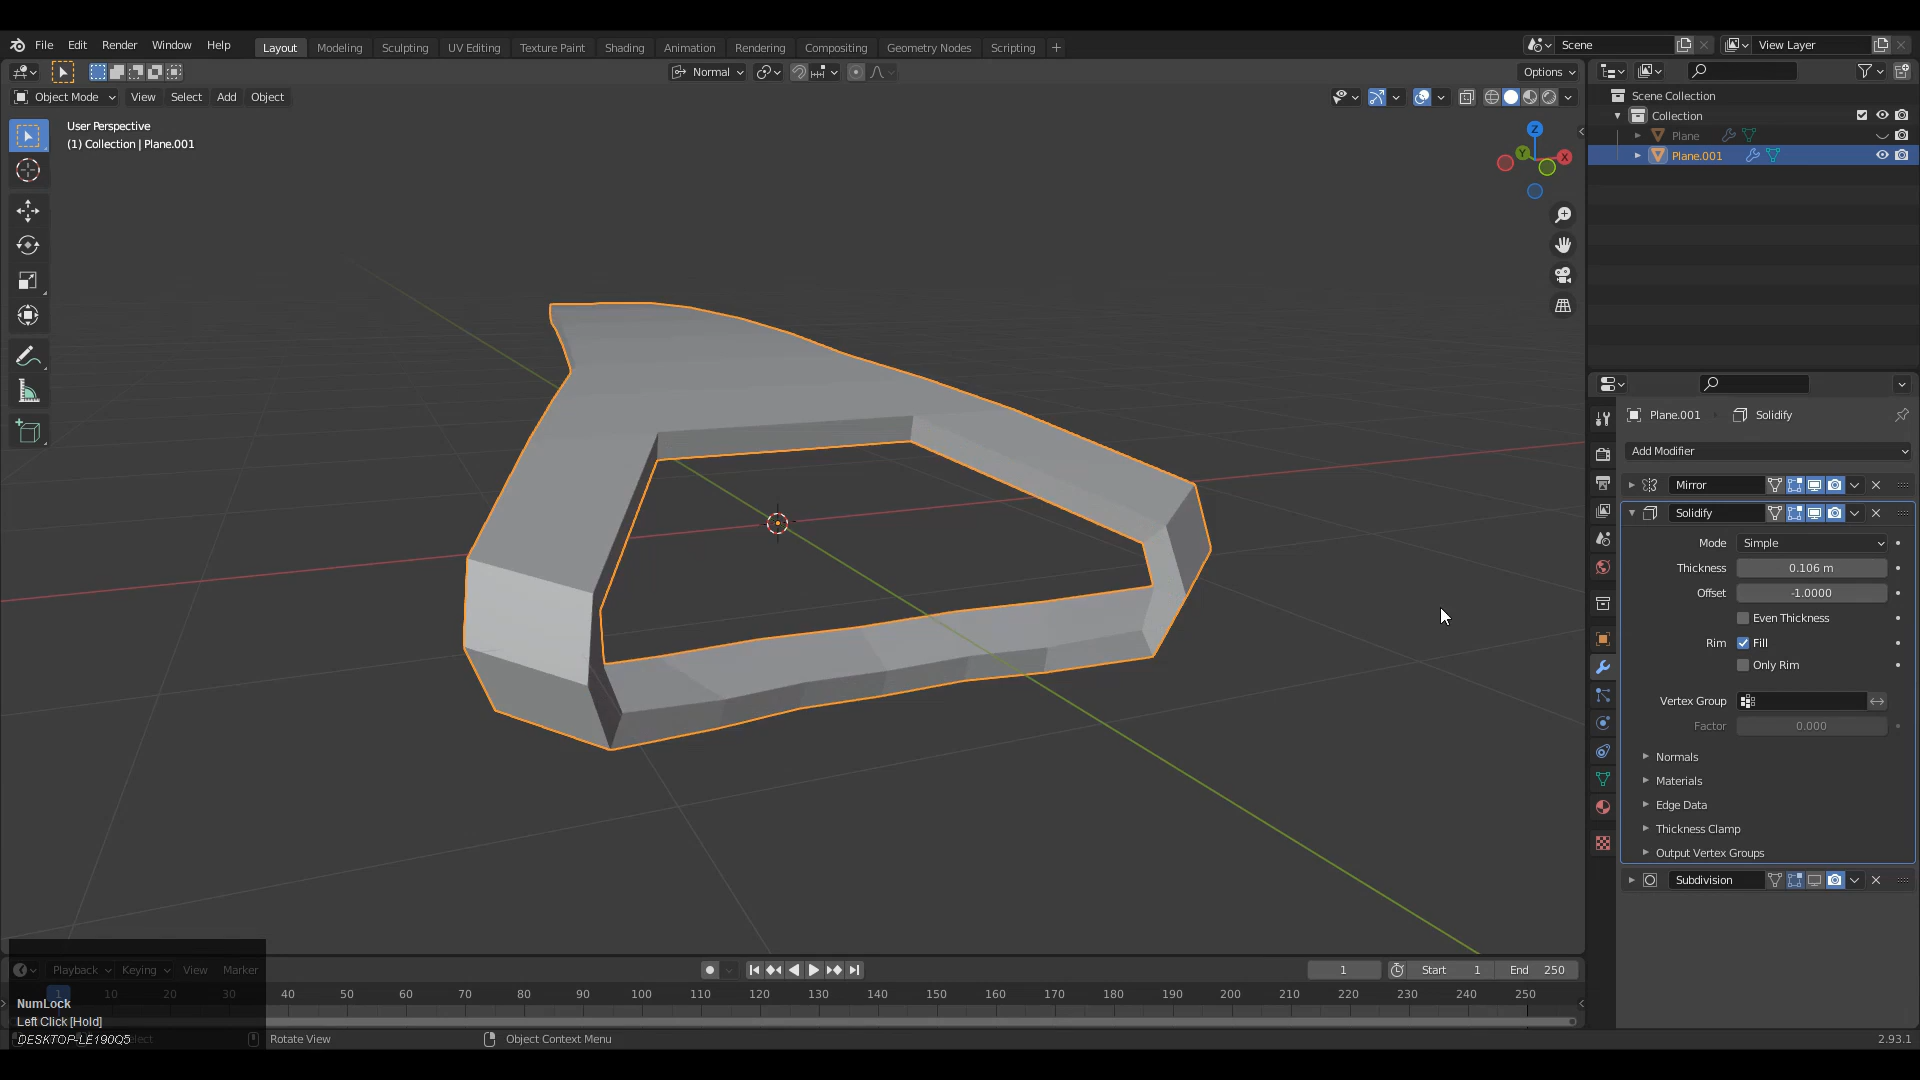 File Edit Render Window Help Layout Modeling Sculpting UV Editing Texture Paint Shading Animation Rendering Compositing Geometry Nodes Scripting + Scene View Layer
Normal Options
Object Mode View Select Add Object
Scene Collection
Collection
Plane
Plane.001
User Perspective
(1) Collection | Plane.001
Z
Y
X
Plane.001 Solidify
Add Modifier
Mirror
Solidify
Mode Simple
Thickness 0.106 m
Offset -1.0000
Even Thickness
Rim Fill
Only Rim
Vertex Group
Factor 0.000
Normals
Materials
Edge Data
Thickness Clamp
Output Vertex Groups
Subdivision
Playback Keying View Marker 1 Start 1 End 250
1 10 20 30 40 50 60 70 80 90 100 110 120 130 140 150 160 170 180 190 200 210 220 230 240 250
NumLock
Left Click [Hold]
DESKTOP-LE190Q5 Rotate View Object Context Menu 2.93.1